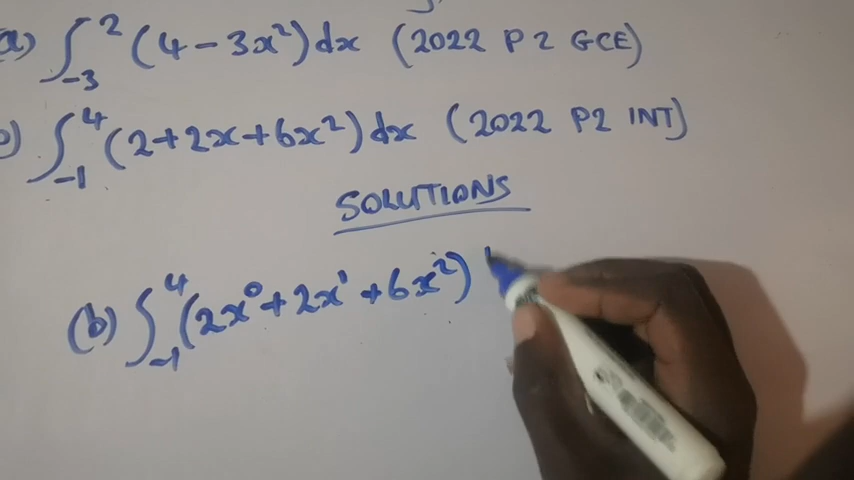 a) ∫₋₃² (4 – 3x²) dx (2022 P2 GCE)
) ∫₋₁⁴ (2 + 2x + 6x²) dx (2022 P2 INT)
SOLUTIONS
(b) ∫₋₁⁴ (2x⁰ + 2x¹ + 6x²)